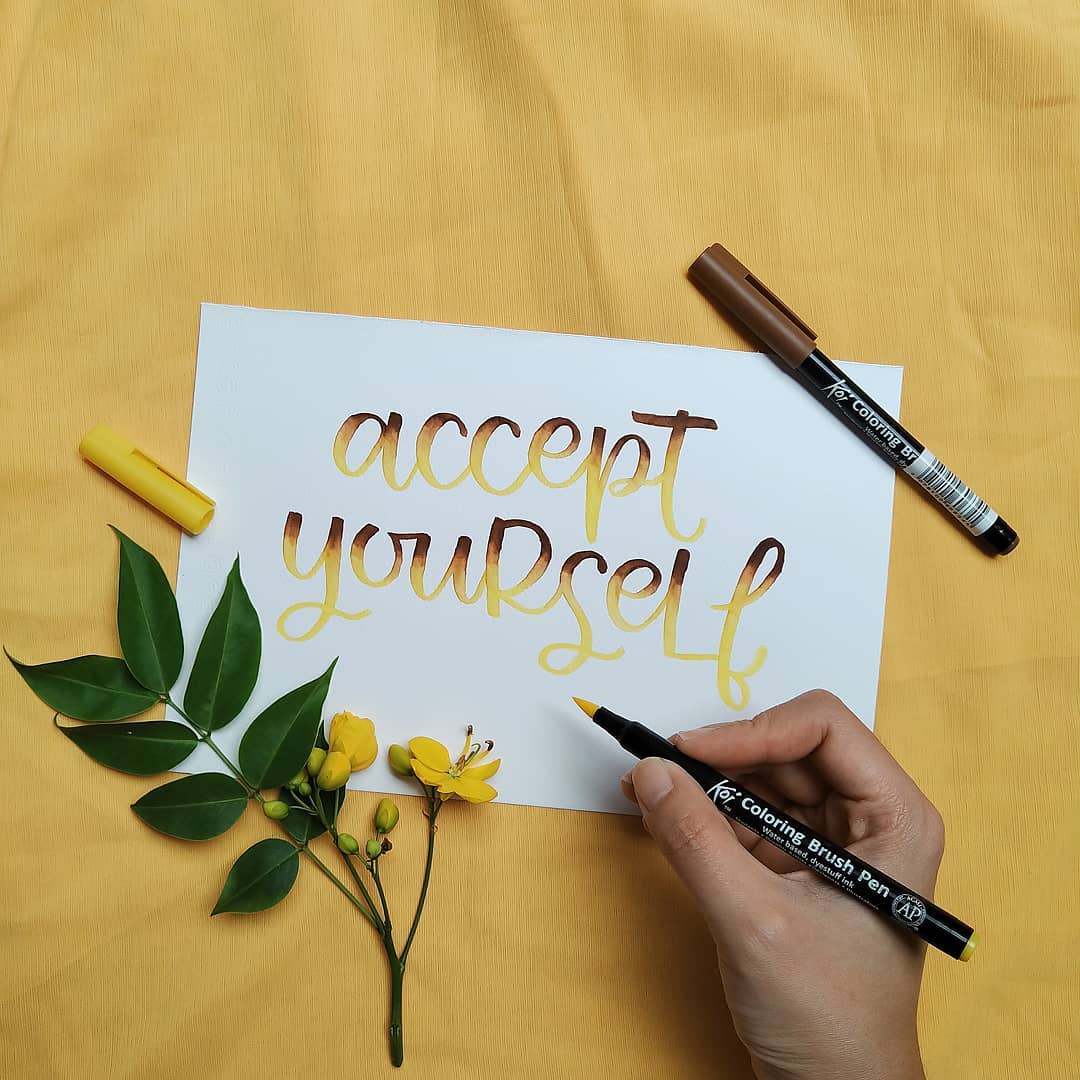 accept
yourself
Koi Coloring Br
Water based, dy
Koi Coloring Brush Pen
Water based, dyestuff ink
AP